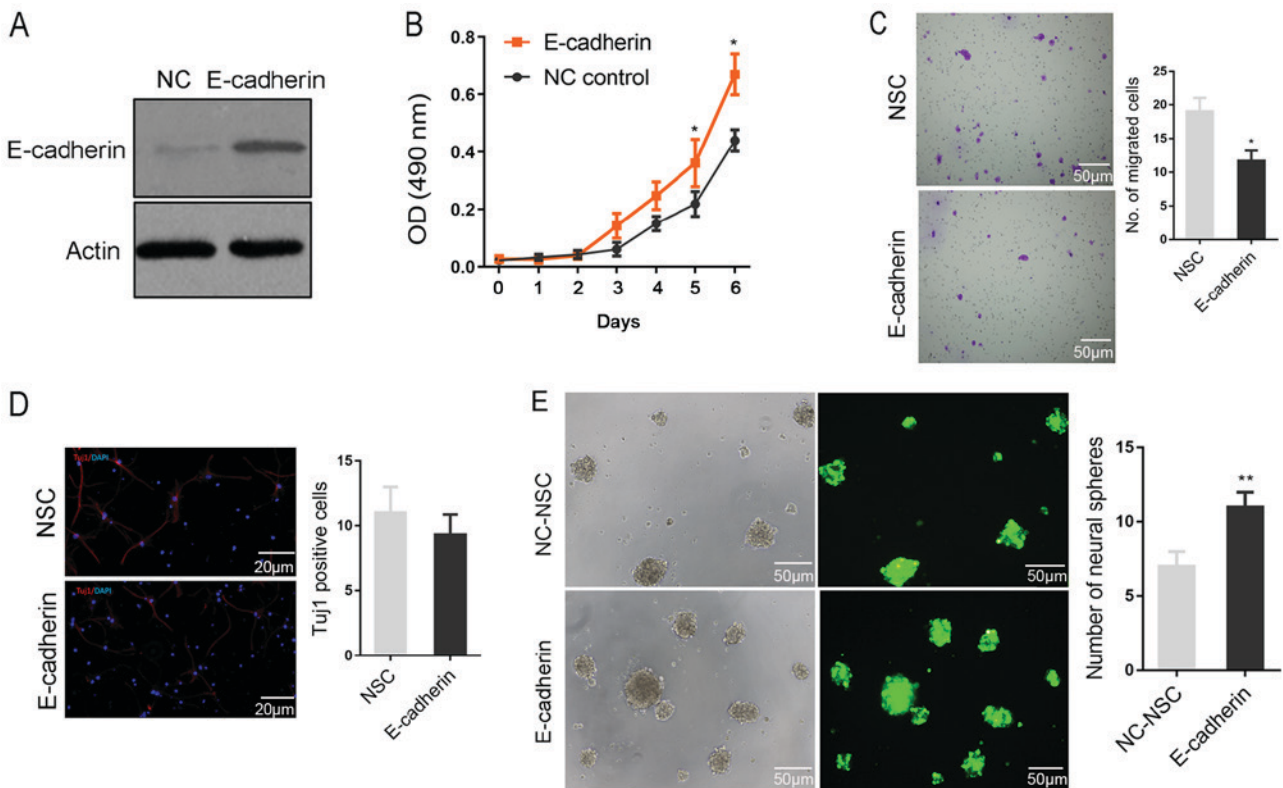 A
NC E-cadherin
E-cadherin
Actin
B
E-cadherin
NC control
OD (490 nm)
0.8
0.6
0.4
0.2
0.0
*
*
0 1 2 3 4 5 6
Days
C
NSC
50μm
E-cadherin
50μm
No. of migrated cells
25
20
15
10
5
0
*
NSC
E-cadherin
D
NSC
Tuj1/DAPI
20μm
E-cadherin
Tuj1/DAPI
20μm
Tuj1 positive cells
15
10
5
0
NSC
E-cadherin
E
NC-NSC
50μm
50μm
E-cadherin
50μm
50μm
Number of neural spheres
15
10
5
0
**
NC-NSC
E-cadherin